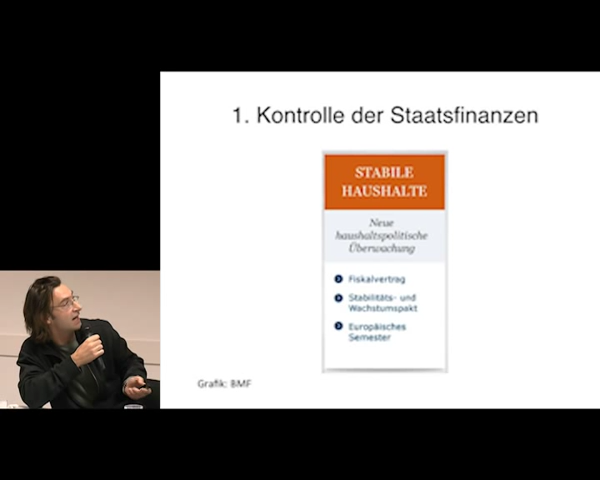 1. Kontrolle der Staatsfinanzen
STABILE
HAUSHALTE
Neue
haushaltspolitische
Überwachung
Fiskalvertrag
Stabilitäts- und
Wachstumspakt
Europäisches
Semester
Grafik: BMF